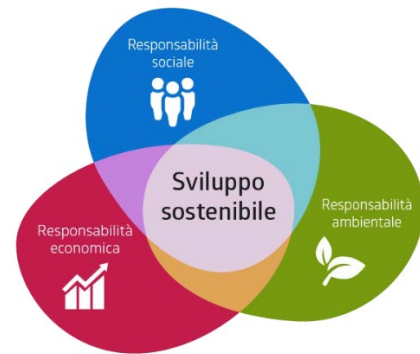 Responsabilità
sociale
Sviluppo
sostenibile
Responsabilità
ambientale
Responsabilità
economica